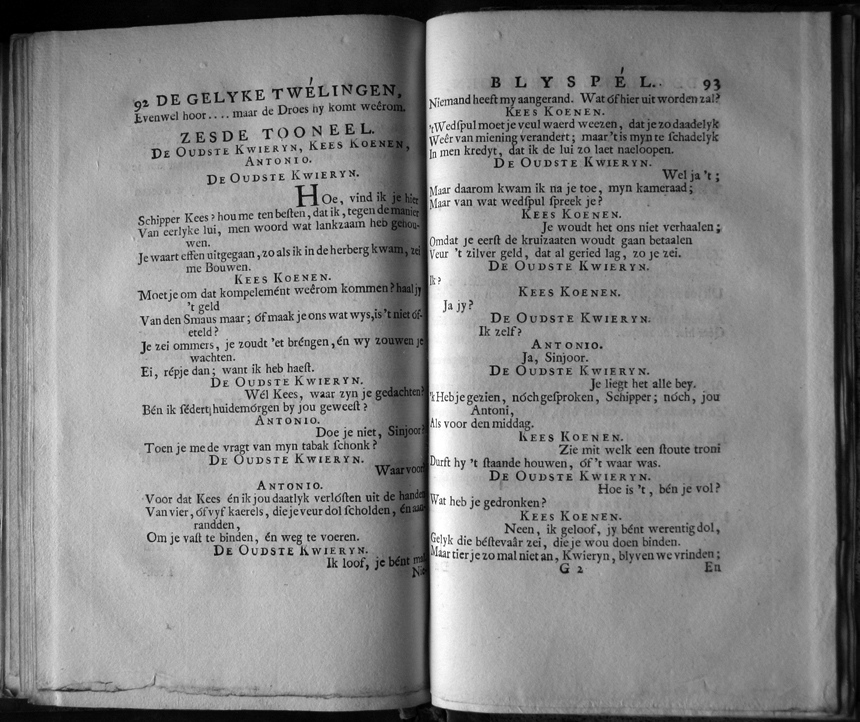 92 DE GELYKE TWÉLINGEN,
Evenwel hoor.... maar de Droes hy komt weêrom.
ZESDE TOONEEL.
DE OUDSTE KWIERYN, KEES KOENEN,
ANTONIO.
DE OUDSTE KWIERYN.
HOe, vind ik je hier
Schipper Kees? hou me ten besten, dat ik, tegen de manier
Van eerlyke lui, men woord wat lankzaam heb gehou-
wen.
Je waart effen uitgegaan, zo als ik in de herberg kwam, zei
me Bouwen.
KEES KOENEN.
Moet je om dat kompelemént weêrom kommen? haal jy
't geld
Van den Smaus maar; óf maak je ons wat wys, is 't niet óf-
eteld?
Je zei ommers, je zoudt 'et bréngen, én wy zouwen je
wachten.
Ei, répje dan; want ik heb haest.
DE OUDSTE KWIERYN.
Wél Kees, waar zyn je gedachten?
Bén ik sédert huidemórgen by jou geweest?
ANTONIO.
Doe je niet, Sinjoor?
Toen je me de vragt van myn tabak schonk?
DE OUDSTE KWIERYN.
Waar voor
ANTONIO.
Voor dat Kees én ik jou daatlyk verlósten uit de handen
Van vier, óf vyf kaerels, die je veur dol scholden, én aan-
randden,
Om je vast te binden, én weg te voeren.
DE OUDSTE KWIERYN.
Ik loof, je bént mal
Nie-
BLYSPÉL. 93
Niemand heeft my aangerand. Wat óf hier uit worden zal?
KEES KOENEN.
't Wedspul moet je veul waerd weezen, dat je zo daadelyk
Weêr van miening verandert; maar 't is myn te schadelyk
In men kredyt, dat ik de lui zo laet naeloopen.
DE OUDSTE KWIERYN.
Wel ja 't;
Maar daarom kwam ik na je toe, myn kameraad;
Maar van wat wedspul spreek je?
KEES KOENEN.
Je woudt het ons niet verhaalen;
Omdat je eerst de kruizaaten woudt gaan betaalen
Veur 't zilver geld, dat al geried lag, zo je zei.
DE OUDSTE KWIERYN.
Ik?
KEES KOENEN.
Ja jy?
DE OUDSTE KWIERYN.
Ik zelf?
ANTONIO.
Ja, Sinjoor.
DE OUDSTE KWIERYN.
Je liegt het alle bey.
'k Heb je gezien, nóch gesproken, Schipper; nóch, jou
Antoni,
Als voor den middag.
KEES KOENEN.
Zie mit welk een stoute troni
Durft hy 't staande houwen, óf 't waar was.
DE OUDSTE KWIERYN.
Hoe is 't, bén je vol?
Wat heb je gedronken?
KEES KOENEN.
Neen, ik geloof, jy bént werentig dol,
Gelyk die béstevaâr zei, die je wou doen binden.
Maar tier je zo mal niet an, Kwieryn, blyven we vrinden;
G 2 En